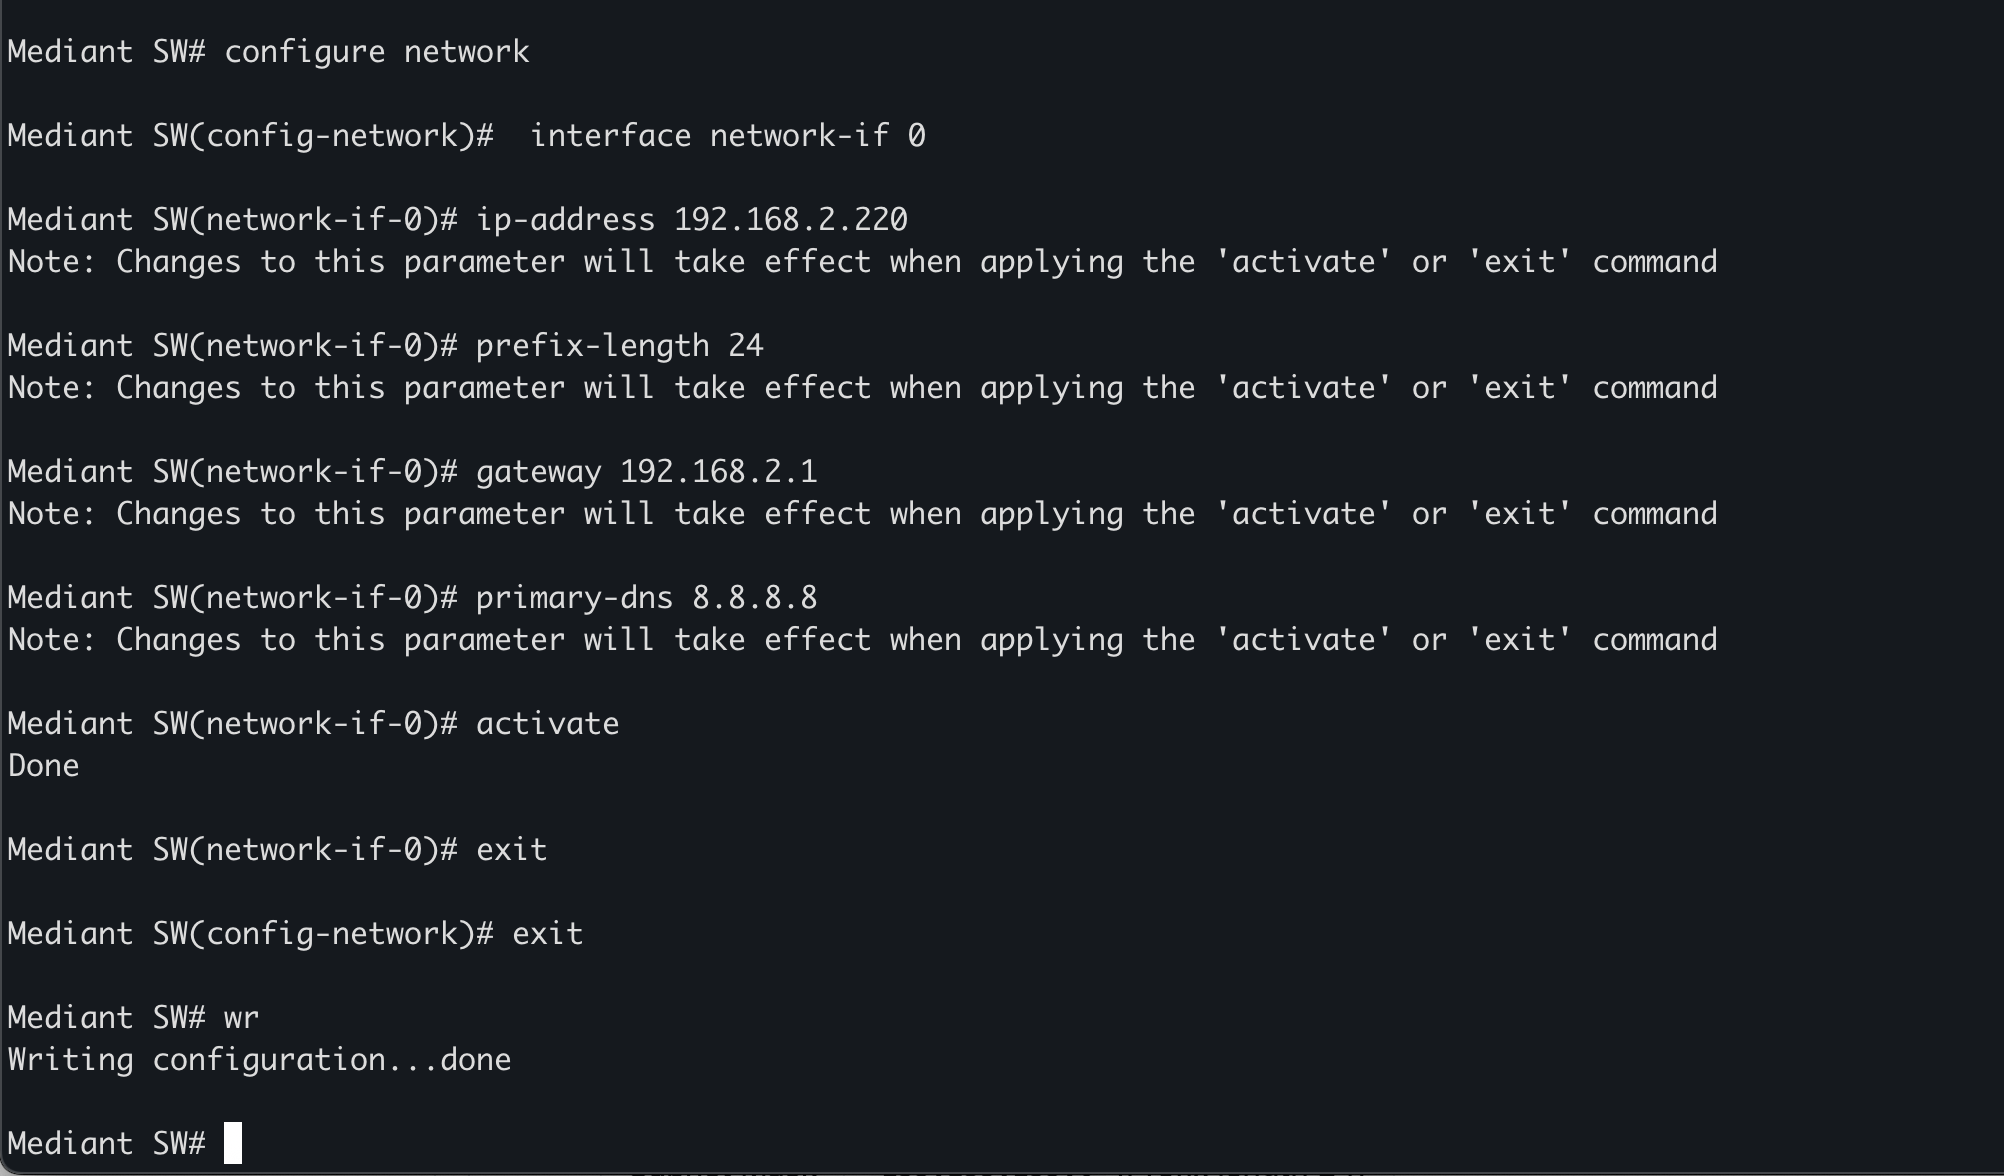 Mediant SW# configure network
Mediant SW(config-network)#  interface network-if 0
Mediant SW(network-if-0)# ip-address 192.168.2.220
Note: Changes to this parameter will take effect when applying the 'activate' or 'exit' command
Mediant SW(network-if-0)# prefix-length 24
Note: Changes to this parameter will take effect when applying the 'activate' or 'exit' command
Mediant SW(network-if-0)# gateway 192.168.2.1
Note: Changes to this parameter will take effect when applying the 'activate' or 'exit' command
Mediant SW(network-if-0)# primary-dns 8.8.8.8
Note: Changes to this parameter will take effect when applying the 'activate' or 'exit' command
Mediant SW(network-if-0)# activate
Done
Mediant SW(network-if-0)# exit
Mediant SW(config-network)# exit
Mediant SW# wr
Writing configuration...done
Mediant SW#